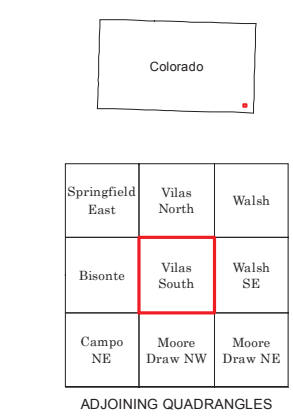 Colorado
Springfield
East
Vilas
North
Walsh
Bisonte
Vilas
South
Walsh
SE
Campo
NE
Moore
Draw NW
Moore
Draw NE
ADJOINING QUADRANGLES